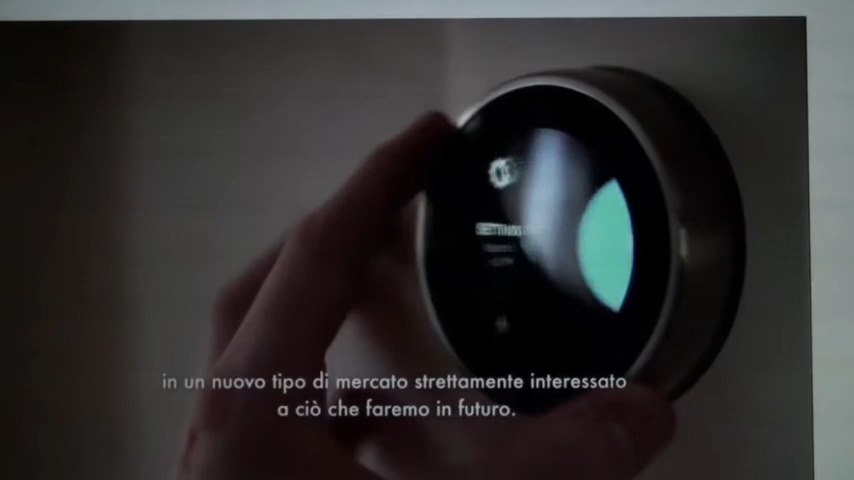 in un nuovo tipo di mercato strettamente interessato
a ciò che faremo in futuro.